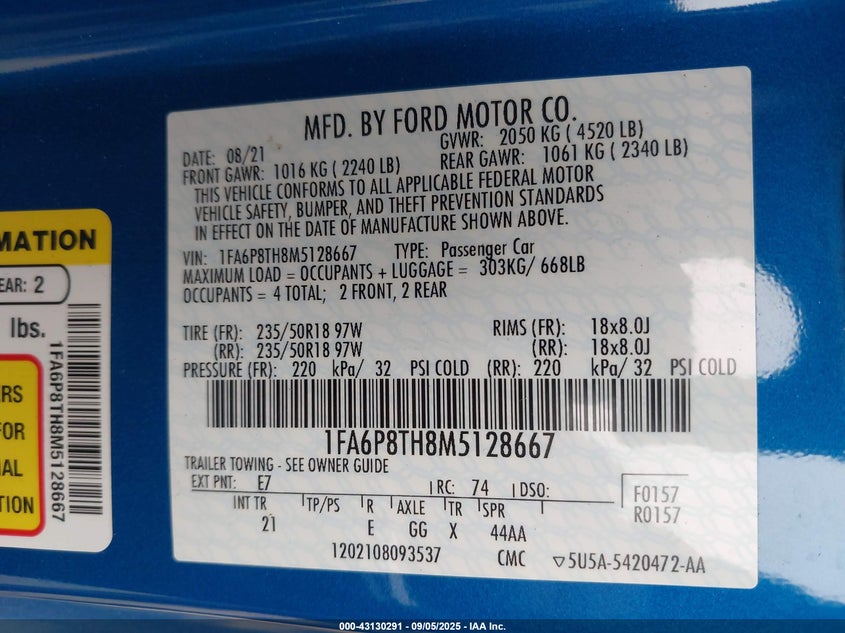 MFD. BY FORD MOTOR CO.
DATE: 08/21 GVWR: 2050 KG ( 4520 LB)
FRONT GAWR: 1016 KG ( 2240 LB) REAR GAWR: 1061 KG ( 2340 LB)
THIS VEHICLE CONFORMS TO ALL APPLICABLE FEDERAL MOTOR
VEHICLE SAFETY, BUMPER, AND THEFT PREVENTION STANDARDS
IN EFFECT ON THE DATE OF MANUFACTURE SHOWN ABOVE.
VIN: 1FA6P8TH8M5128667 TYPE: Passenger Car
MAXIMUM LOAD = OCCUPANTS + LUGGAGE = 303KG/ 668LB
OCCUPANTS = 4 TOTAL; 2 FRONT, 2 REAR
TIRE (FR): 235/50R18 97W RIMS (FR): 18x8.0J
(RR): 235/50R18 97W (RR): 18x8.0J
PRESSURE (FR): 220 kPa/ 32 PSI COLD (RR): 220 kPa/ 32 PSI COLD
1FA6P8TH8M5128667
TRAILER TOWING - SEE OWNER GUIDE
EXT PNT: E7 RC: 74 DSO: F0157
INT TR TP/PS R AXLE TR SPR R0157
21 E GG X 44AA
1202108093537 CMC ▽5U5A-5420472-AA
MATION
EAR: 2
lbs.
1FA6P8TH8M5128667
ERS
FOR
AL
TION
000-43130291 - 09/05/2025 - IAA Inc.